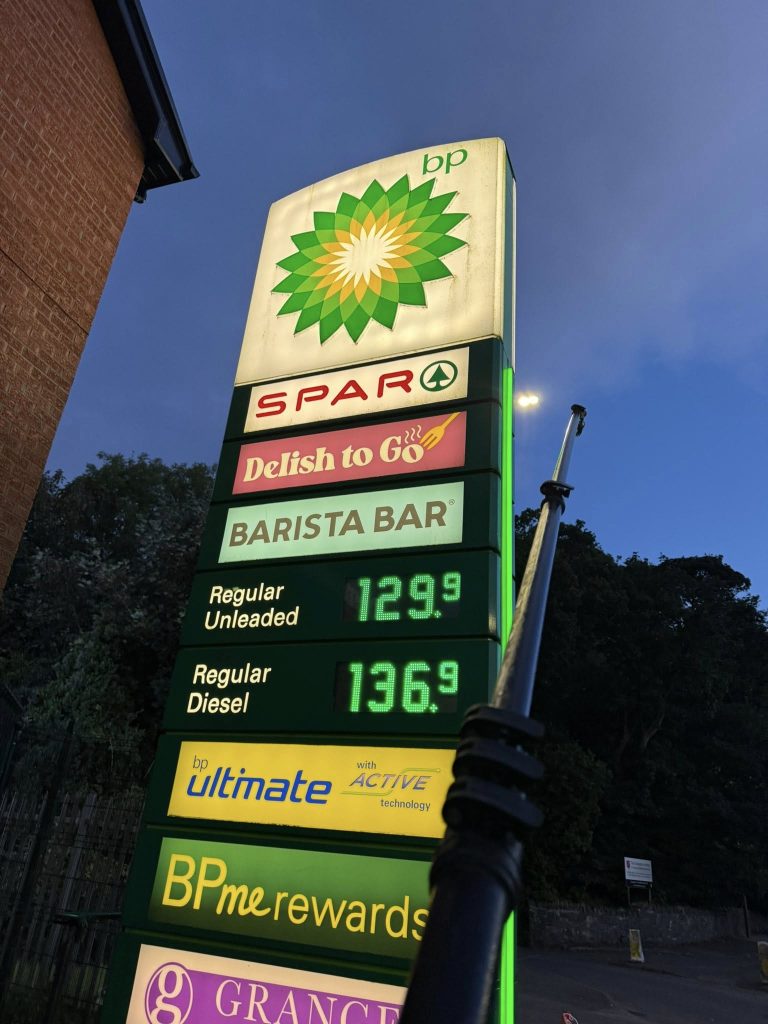 bp
SPAR
Delish to Go
BARISTA BAR®
Regular
Unleaded
129.9
Regular
Diesel
136.9
bp
ultimate
with
ACTIVE
technology
BPme rewards
g GRANGE